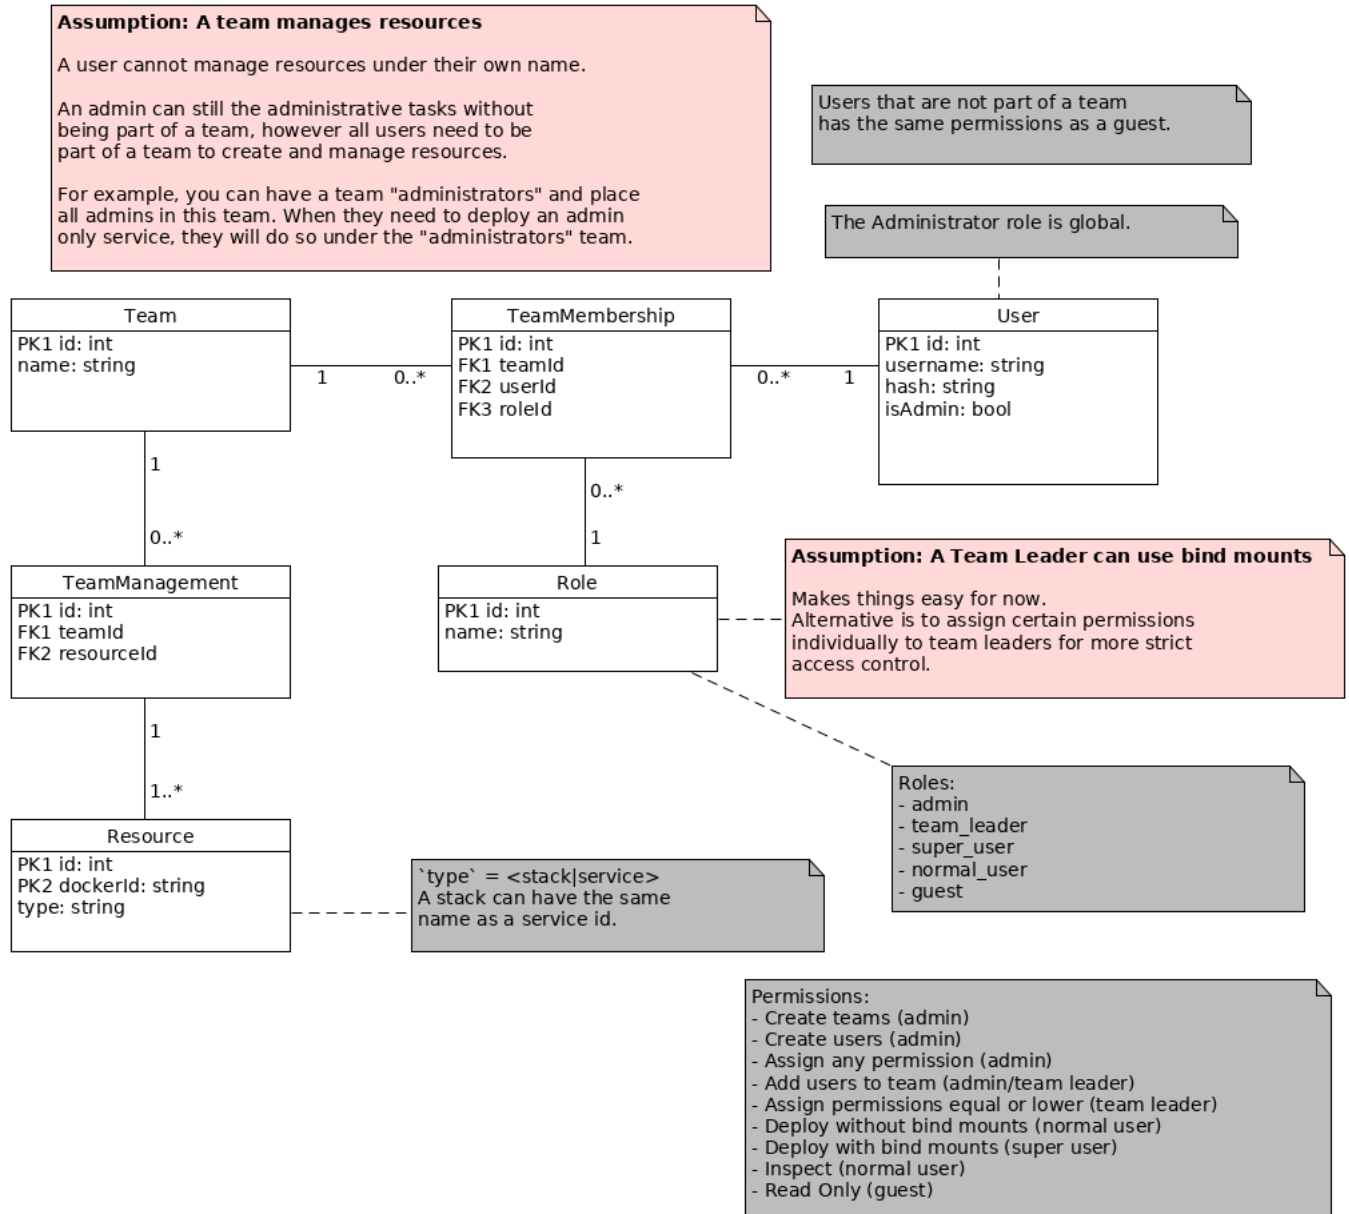 Assumption: A team manages resources
A user cannot manage resources under their own name.
An admin can still the administrative tasks without
being part of a team, however all users need to be
part of a team to create and manage resources.
For example, you can have a team "administrators" and place
all admins in this team. When they need to deploy an admin
only service, they will do so under the "administrators" team.
Users that are not part of a team
has the same permissions as a guest.
The Administrator role is global.
Team
PK1 id: int
name: string
1
0..*
TeamMembership
PK1 id: int
FK1 teamId
FK2 userId
FK3 roleId
0..*
1
User
PK1 id: int
username: string
hash: string
isAdmin: bool
1
0..*
0..*
1
TeamManagement
PK1 id: int
FK1 teamId
FK2 resourceId
Role
PK1 id: int
name: string
Assumption: A Team Leader can use bind mounts
Makes things easy for now.
Alternative is to assign certain permissions
individually to team leaders for more strict
access control.
1
1..*
Roles:
- admin
- team_leader
- super_user
- normal_user
- guest
Resource
PK1 id: int
PK2 dockerId: string
type: string
`type` = <stack|service>
A stack can have the same
name as a service id.
Permissions:
- Create teams (admin)
- Create users (admin)
- Assign any permission (admin)
- Add users to team (admin/team leader)
- Assign permissions equal or lower (team leader)
- Deploy without bind mounts (normal user)
- Deploy with bind mounts (super user)
- Inspect (normal user)
- Read Only (guest)